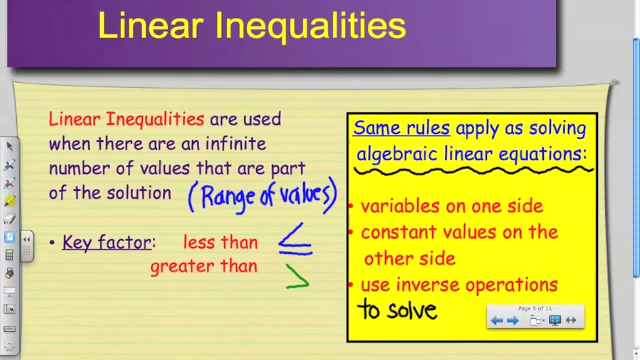 Linear Inequalities
Linear Inequalities are used
when there are an infinite
number of values that are part
of the solution (Range of values)
• Key factor: less than ≤
greater than >
Same rules apply as solving
algebraic linear equations:
• variables on one side
• constant values on the
other side
• use inverse operations
to solve
Page 5 of 11